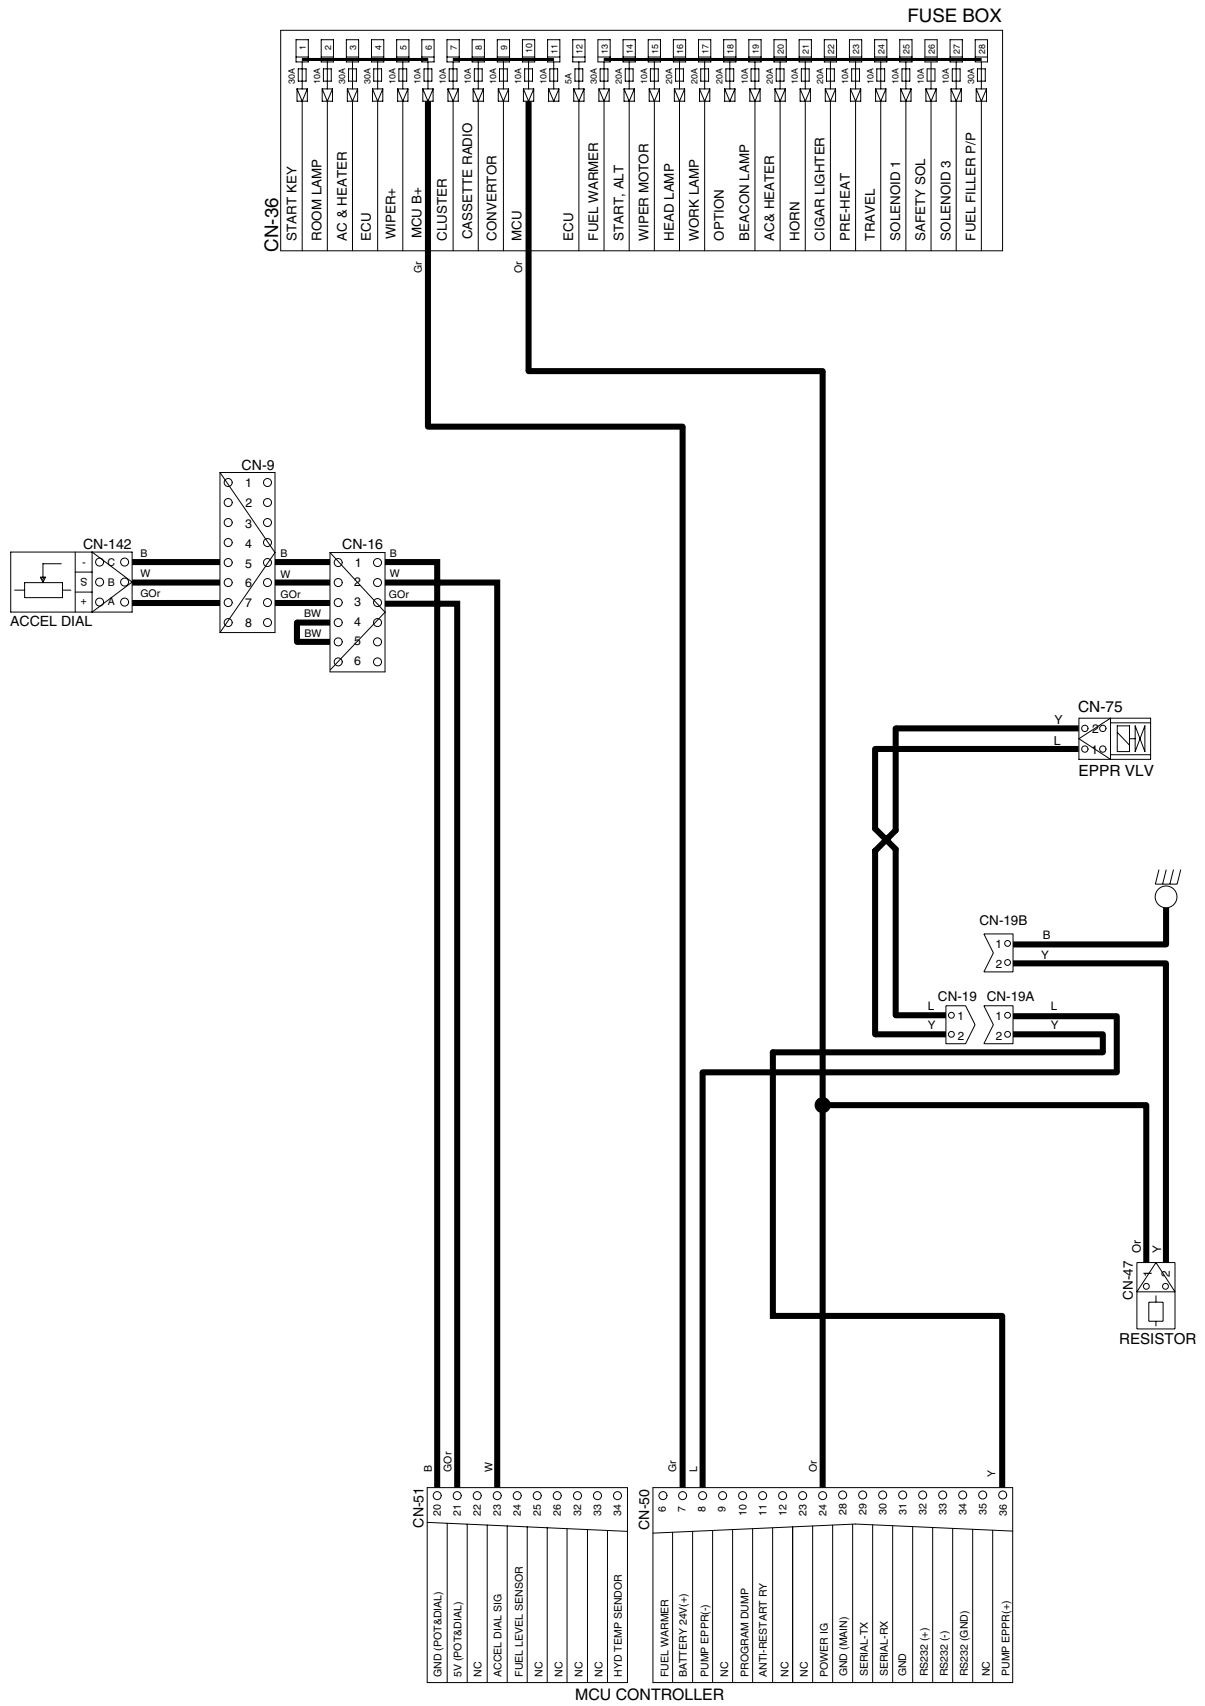 FUSE BOX
1 2 3 4 5 6 7 8 9 10 11 12 13 14 15 16 17 18 19 20 21 22 23 24 25 26 27 28
30A 10A 30A 30A 10A 10A 10A 10A 10A 10A 10A 5A 30A 20A 10A 20A 20A 20A 10A 20A 10A 20A 10A 10A 10A 10A 10A 30A
CN-36
START KEY
ROOM LAMP
AC & HEATER
ECU
WIPER+
MCU B+
CLUSTER
CASSETTE RADIO
CONVERTOR
MCU
ECU
FUEL WARMER
START, ALT
WIPER MOTOR
HEAD LAMP
WORK LAMP
OPTION
BEACON LAMP
AC& HEATER
HORN
CIGAR LIGHTER
PRE-HEAT
TRAVEL
SOLENOID 1
SAFETY SOL
SOLENOID 3
FUEL FILLER P/P
Gr
Or
CN-9
1
2
3
4
5
6
7
8
CN-142
- C B
S B W
+ A GOr
ACCEL DIAL
B
W
GOr
BW
BW
CN-16
1
2
3
4
5
6
B
W
GOr
CN-75
Y
2
L
1
EPPR VLV
CN-19B
1 B
2 Y
CN-19 CN-19A
L 1 1 L
Y 2 2 Y
Or Y
CN-47
1 2
RESISTOR
B GOr W
CN-51
20 21 22 23 24 25 26 32 33 34
GND (POT&DIAL)
5V (POT&DIAL)
NC
ACCEL DIAL SIG
FUEL LEVEL SENSOR
NC
NC
NC
NC
HYD TEMP SENDOR
Gr L Or Y
CN-50
6 7 8 9 10 11 12 23 24 28 29 30 31 32 33 34 35 36
FUEL WARMER
BATTERY 24V(+)
PUMP EPPR(-)
NC
PROGRAM DUMP
ANTI-RESTART RY
NC
NC
POWER IG
GND (MAIN)
SERIAL-TX
SERIAL-RX
GND
RS232 (+)
RS232 (-)
RS232 (GND)
NC
PUMP EPPR(+)
MCU CONTROLLER